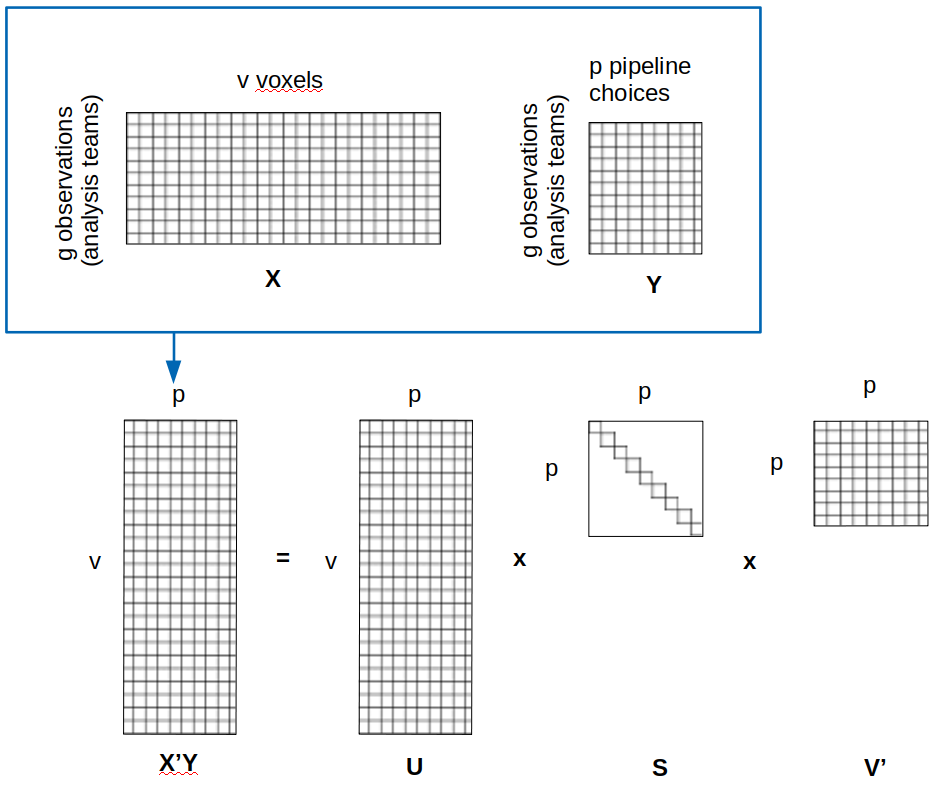 v voxels
g observations
(analysis teams)
X
p pipeline
choices
g observations
(analysis teams)
Y
p
v
X’Y
=
p
v
U
x
p
p
S
x
p
p
V’